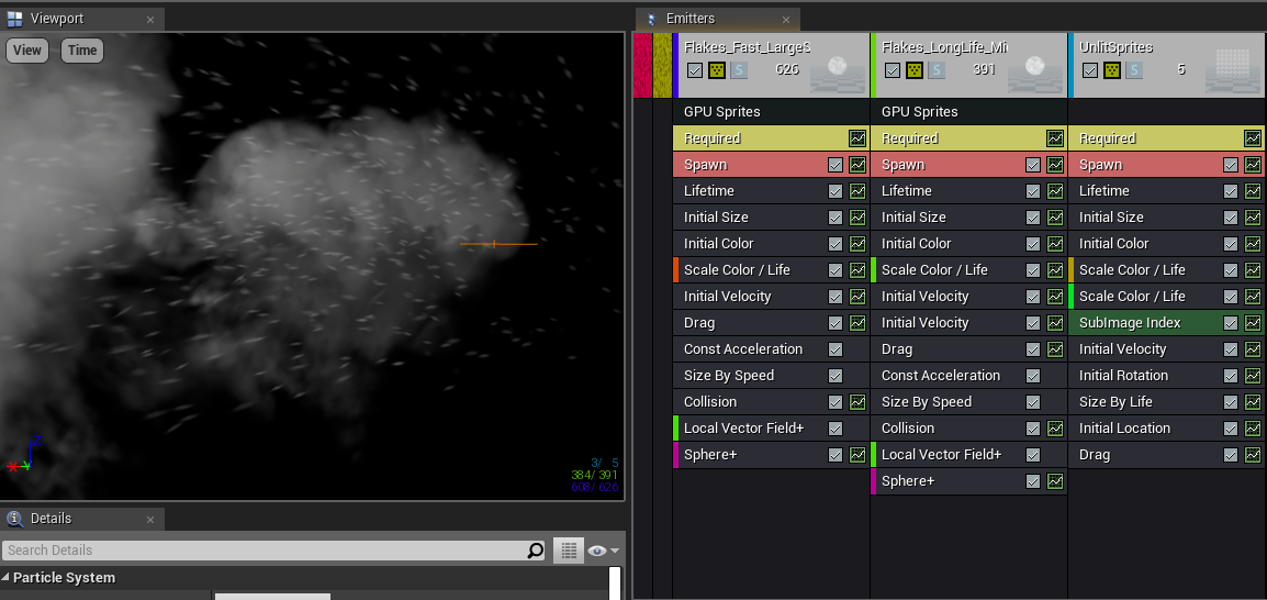 Viewport
View Time
Z
3/ 5
384/ 391
608/ 626
Details
Search Details
Particle System
Emitters
Flakes_Fast_LargeS
S 626
GPU Sprites
Required
Spawn
Lifetime
Initial Size
Initial Color
Scale Color / Life
Initial Velocity
Drag
Const Acceleration
Size By Speed
Collision
Local Vector Field+
Sphere+
Flakes_LongLife_Mi
S 391
GPU Sprites
Required
Spawn
Lifetime
Initial Size
Initial Color
Scale Color / Life
Initial Velocity
Initial Velocity
Drag
Const Acceleration
Size By Speed
Collision
Local Vector Field+
Sphere+
UnlitSprites
S 5
Required
Spawn
Lifetime
Initial Size
Initial Color
Scale Color / Life
Scale Color / Life
SubImage Index
Initial Velocity
Initial Rotation
Size By Life
Initial Location
Drag